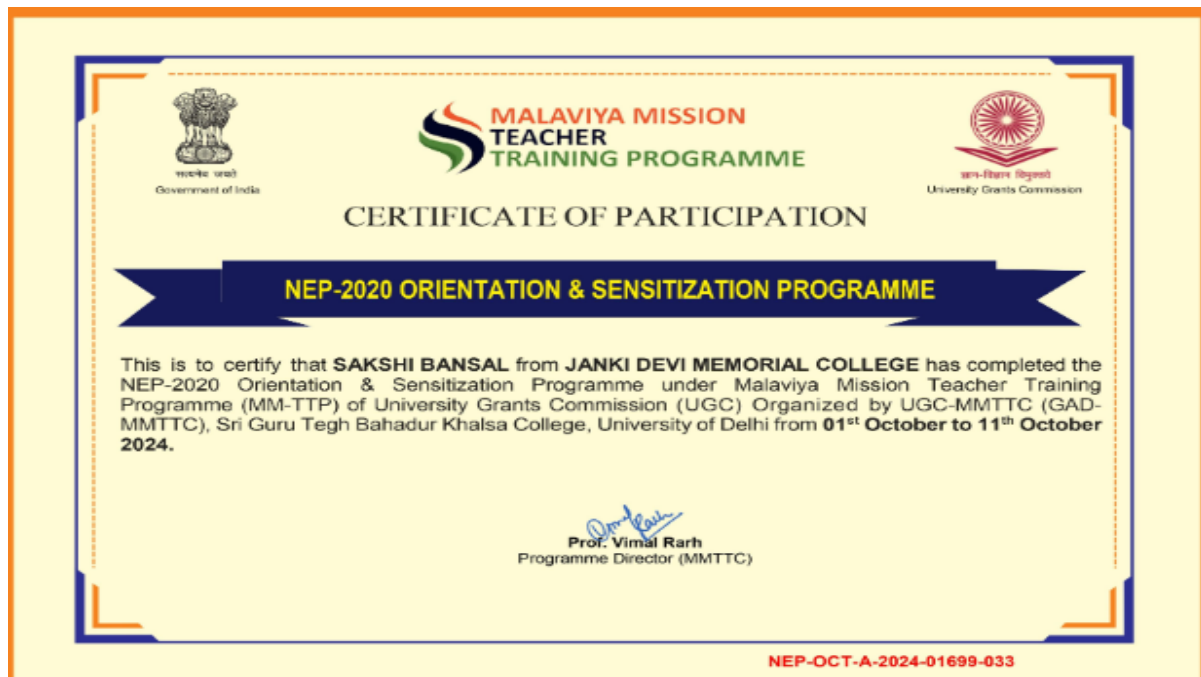 MALAVIYA MISSION
TEACHER
TRAINING PROGRAMME
सत्यमेव जयते
Government of India
ज्ञान-विज्ञान विमुक्तये
University Grants Commission
CERTIFICATE OF PARTICIPATION
NEP-2020 ORIENTATION & SENSITIZATION PROGRAMME
This is to certify that SAKSHI BANSAL from JANKI DEVI MEMORIAL COLLEGE has completed the
NEP-2020 Orientation & Sensitization Programme under Malaviya Mission Teacher Training
Programme (MM-TTP) of University Grants Commission (UGC) Organized by UGC-MMTTC (GAD-
MMTTC), Sri Guru Tegh Bahadur Khalsa College, University of Delhi from 01st October to 11th October
2024.
Prof. Vimal Rarh
Programme Director (MMTTC)
NEP-OCT-A-2024-01699-033